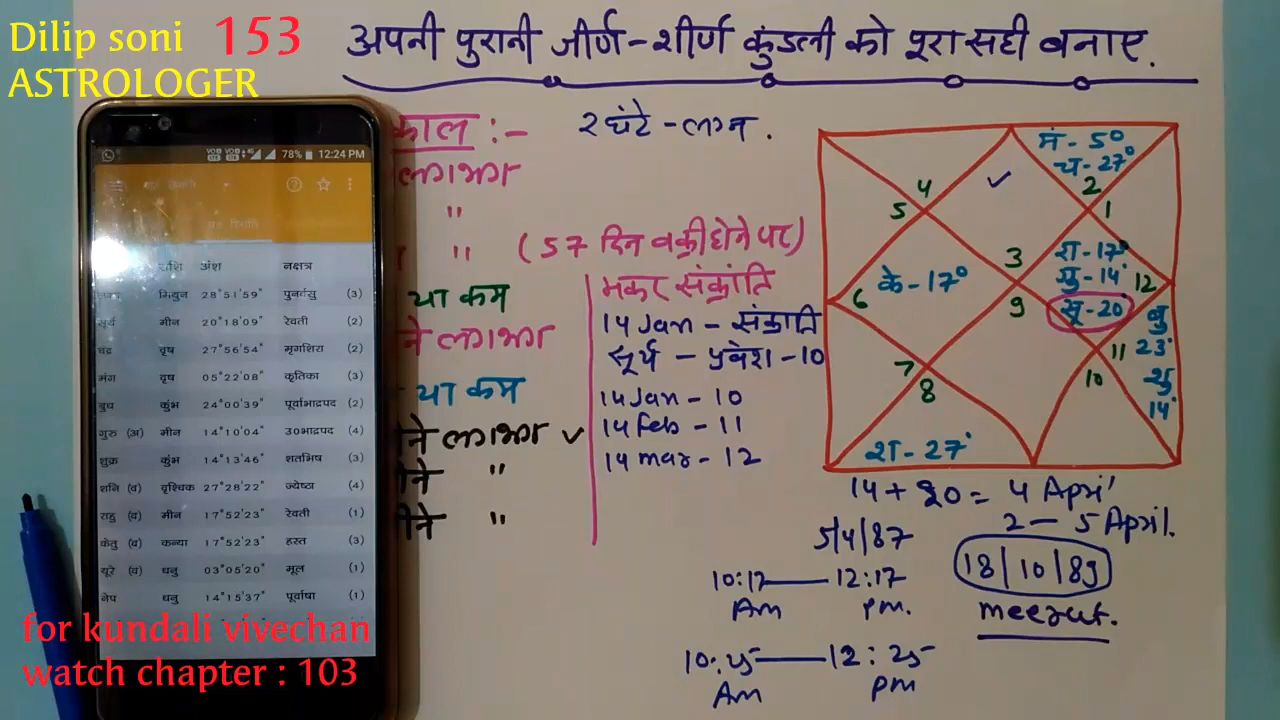 Dilip soni 153
ASTROLOGER
अपनी पुरानी जीर्ण-शीर्ण कुंडली को पूरा सही बनाए.
काल :-
लगभग
"
" (57 दिन वक्री होने पर)
या कम
ने लगभग
या कम
ने लगभग ✓
ने "
ने "
2 घंटे - लग्न.
मकर संक्रांति
14 Jan - संक्राति
सूर्य - प्रवेश - 10
14 Jan - 10
14 Feb - 11
14 mar - 12
12:24 PM
78%
राशि अंश नक्षत्र
मिथुन 28°51'59" पुनर्वसु (3)
सूर्य मीन 20°18'09" रेवती (2)
चंद्र वृष 27°56'54" मृगशिरा (2)
मंग वृष 05°22'08" कृतिका (3)
बुध कुंभ 24°00'39" पूर्वाभाद्रपद (2)
गुरु (अ) मीन 14°10'04" उ0भाद्रपद (4)
शुक्र कुंभ 14°13'46" शतभिष (3)
शनि (व) वृश्चिक 27°28'22" ज्येष्ठा (4)
राहु (व) मीन 17°52'23" रेवती (1)
केतु (व) कन्या 17°52'23" हस्त (3)
यूरे (व) धनु 03°05'20" मूल (1)
नेप धनु 14°15'37" पूर्वाषा (1)
मं - 5°
च - 27°
4 ✓ 2
5 1
3 रा - 17°
गु - 14°
12
6 के - 17°
9 सू - 20
बु
23°
शु
14°
7 11
8 10
श - 27°
14 + 20 = 4 April
2 — 5 April.
5/4/87
10:17 — 12:17
Am pm.
18/10/89
meerut.
10:25 — 12:25
Am pm
for kundali vivechan
watch chapter : 103